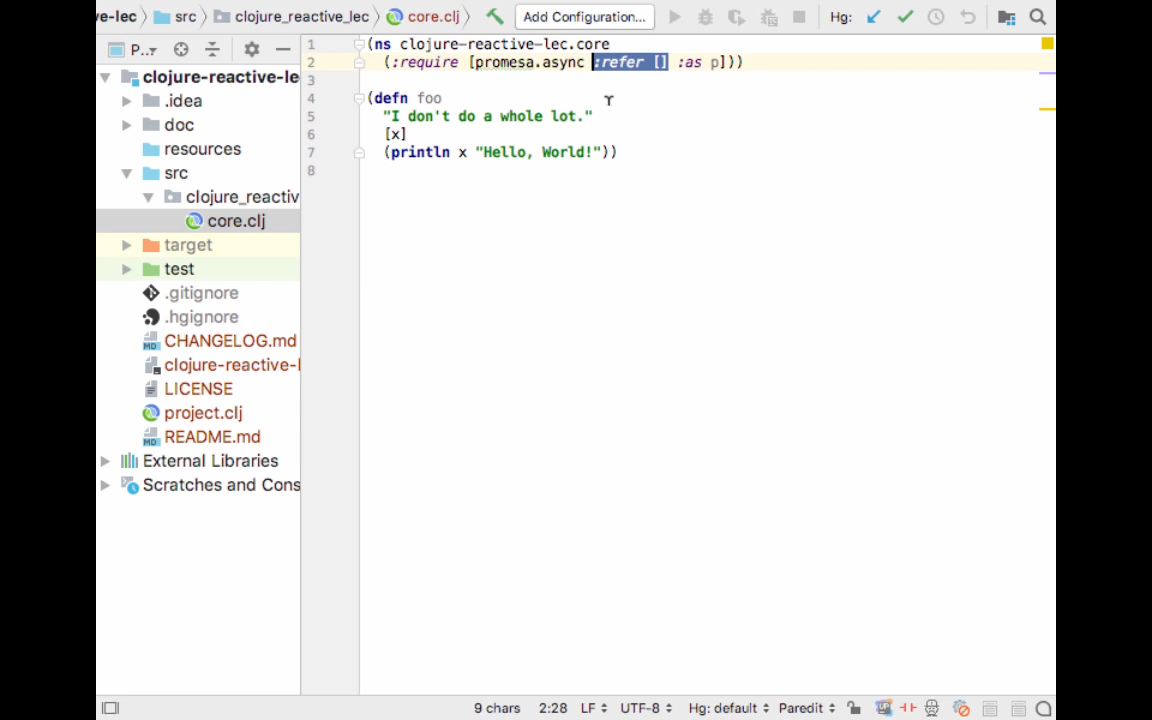 ve-lec src clojure_reactive_lec core.clj Add Configuration... Hg:
P..
1 (ns clojure-reactive-lec.core
2 (:require [promesa.async :refer [] :as p]))
3
4 (defn foo
5 "I don't do a whole lot."
6 [x]
7 (println x "Hello, World!"))
8
clojure-reactive-le
.idea
doc
resources
src
clojure_reactiv
core.clj
target
test
.gitignore
.hgignore
MD CHANGELOG.md
clojure-reactive-l
LICENSE
project.clj
MD README.md
External Libraries
Scratches and Cons
9 chars 2:28 LF UTF-8 Hg: default Paredit